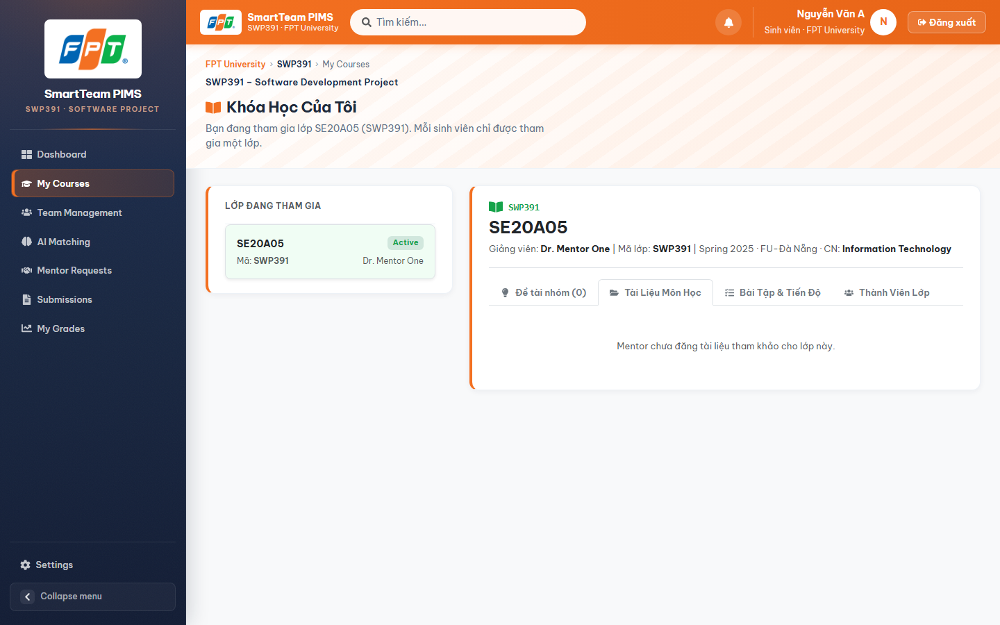 FPT®
SmartTeam PIMS
SWP391 · SOFTWARE PROJECT
Dashboard
My Courses
Team Management
AI Matching
Mentor Requests
Submissions
My Grades
Settings
Collapse menu
FPT
SmartTeam PIMS
SWP391 · FPT University
Tìm kiếm...
Nguyễn Văn A
Sinh viên · FPT University
N
Đăng xuất
FPT University › SWP391 › My Courses
SWP391 – Software Development Project
Khóa Học Của Tôi
Bạn đang tham gia lớp SE20A05 (SWP391). Mỗi sinh viên chỉ được tham
gia một lớp.
LỚP ĐANG THAM GIA
SE20A05 Active
Mã: SWP391 Dr. Mentor One
SWP391
SE20A05
Giảng viên: Dr. Mentor One | Mã lớp: SWP391 | Spring 2025 · FU-Đà Nẵng · CN: Information Technology
Đề tài nhóm (0) Tài Liệu Môn Học Bài Tập & Tiến Độ Thành Viên Lớp
Mentor chưa đăng tài liệu tham khảo cho lớp này.